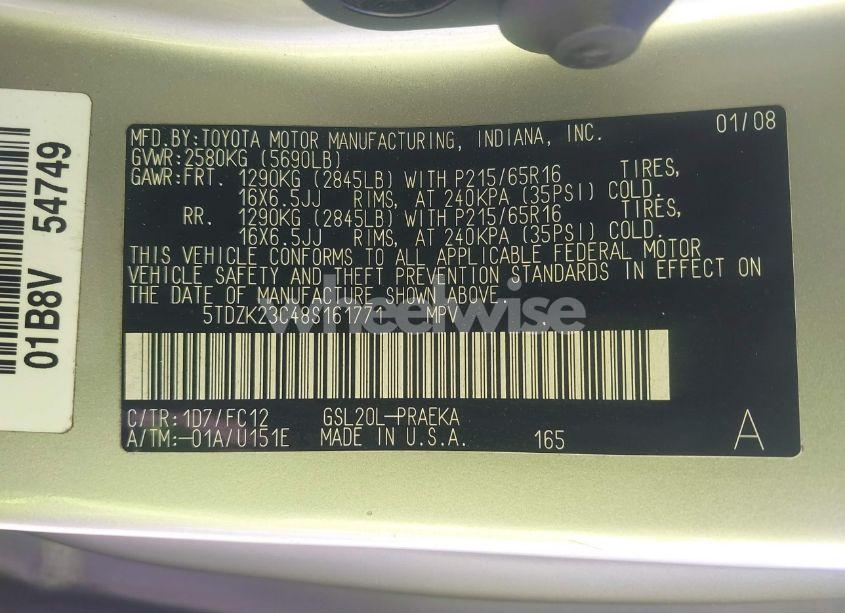 01B8V 54749
MFD.BY:TOYOTA MOTOR MANUFACTURING, INDIANA, INC. 01/08
GVWR:2580KG (5690LB)
GAWR:FRT. 1290KG (2845LB) WITH P215/65R16 TIRES,
16X6.5JJ RIMS, AT 240KPA (35PSI) COLD.
RR. 1290KG (2845LB) WITH P215/65R16 TIRES,
16X6.5JJ RIMS, AT 240KPA (35PSI) COLD.
THIS VEHICLE CONFORMS TO ALL APPLICABLE FEDERAL MOTOR
VEHICLE SAFETY AND THEFT PREVENTION STANDARDS IN EFFECT ON
THE DATE OF MANUFACTURE SHOWN ABOVE.
5TDZK23C48S161771 MPV
wheelwise
C/TR:1D7/FC12 GSL20L-PRAEKA
A/TM:-01A/U151E MADE IN U.S.A. 165 A